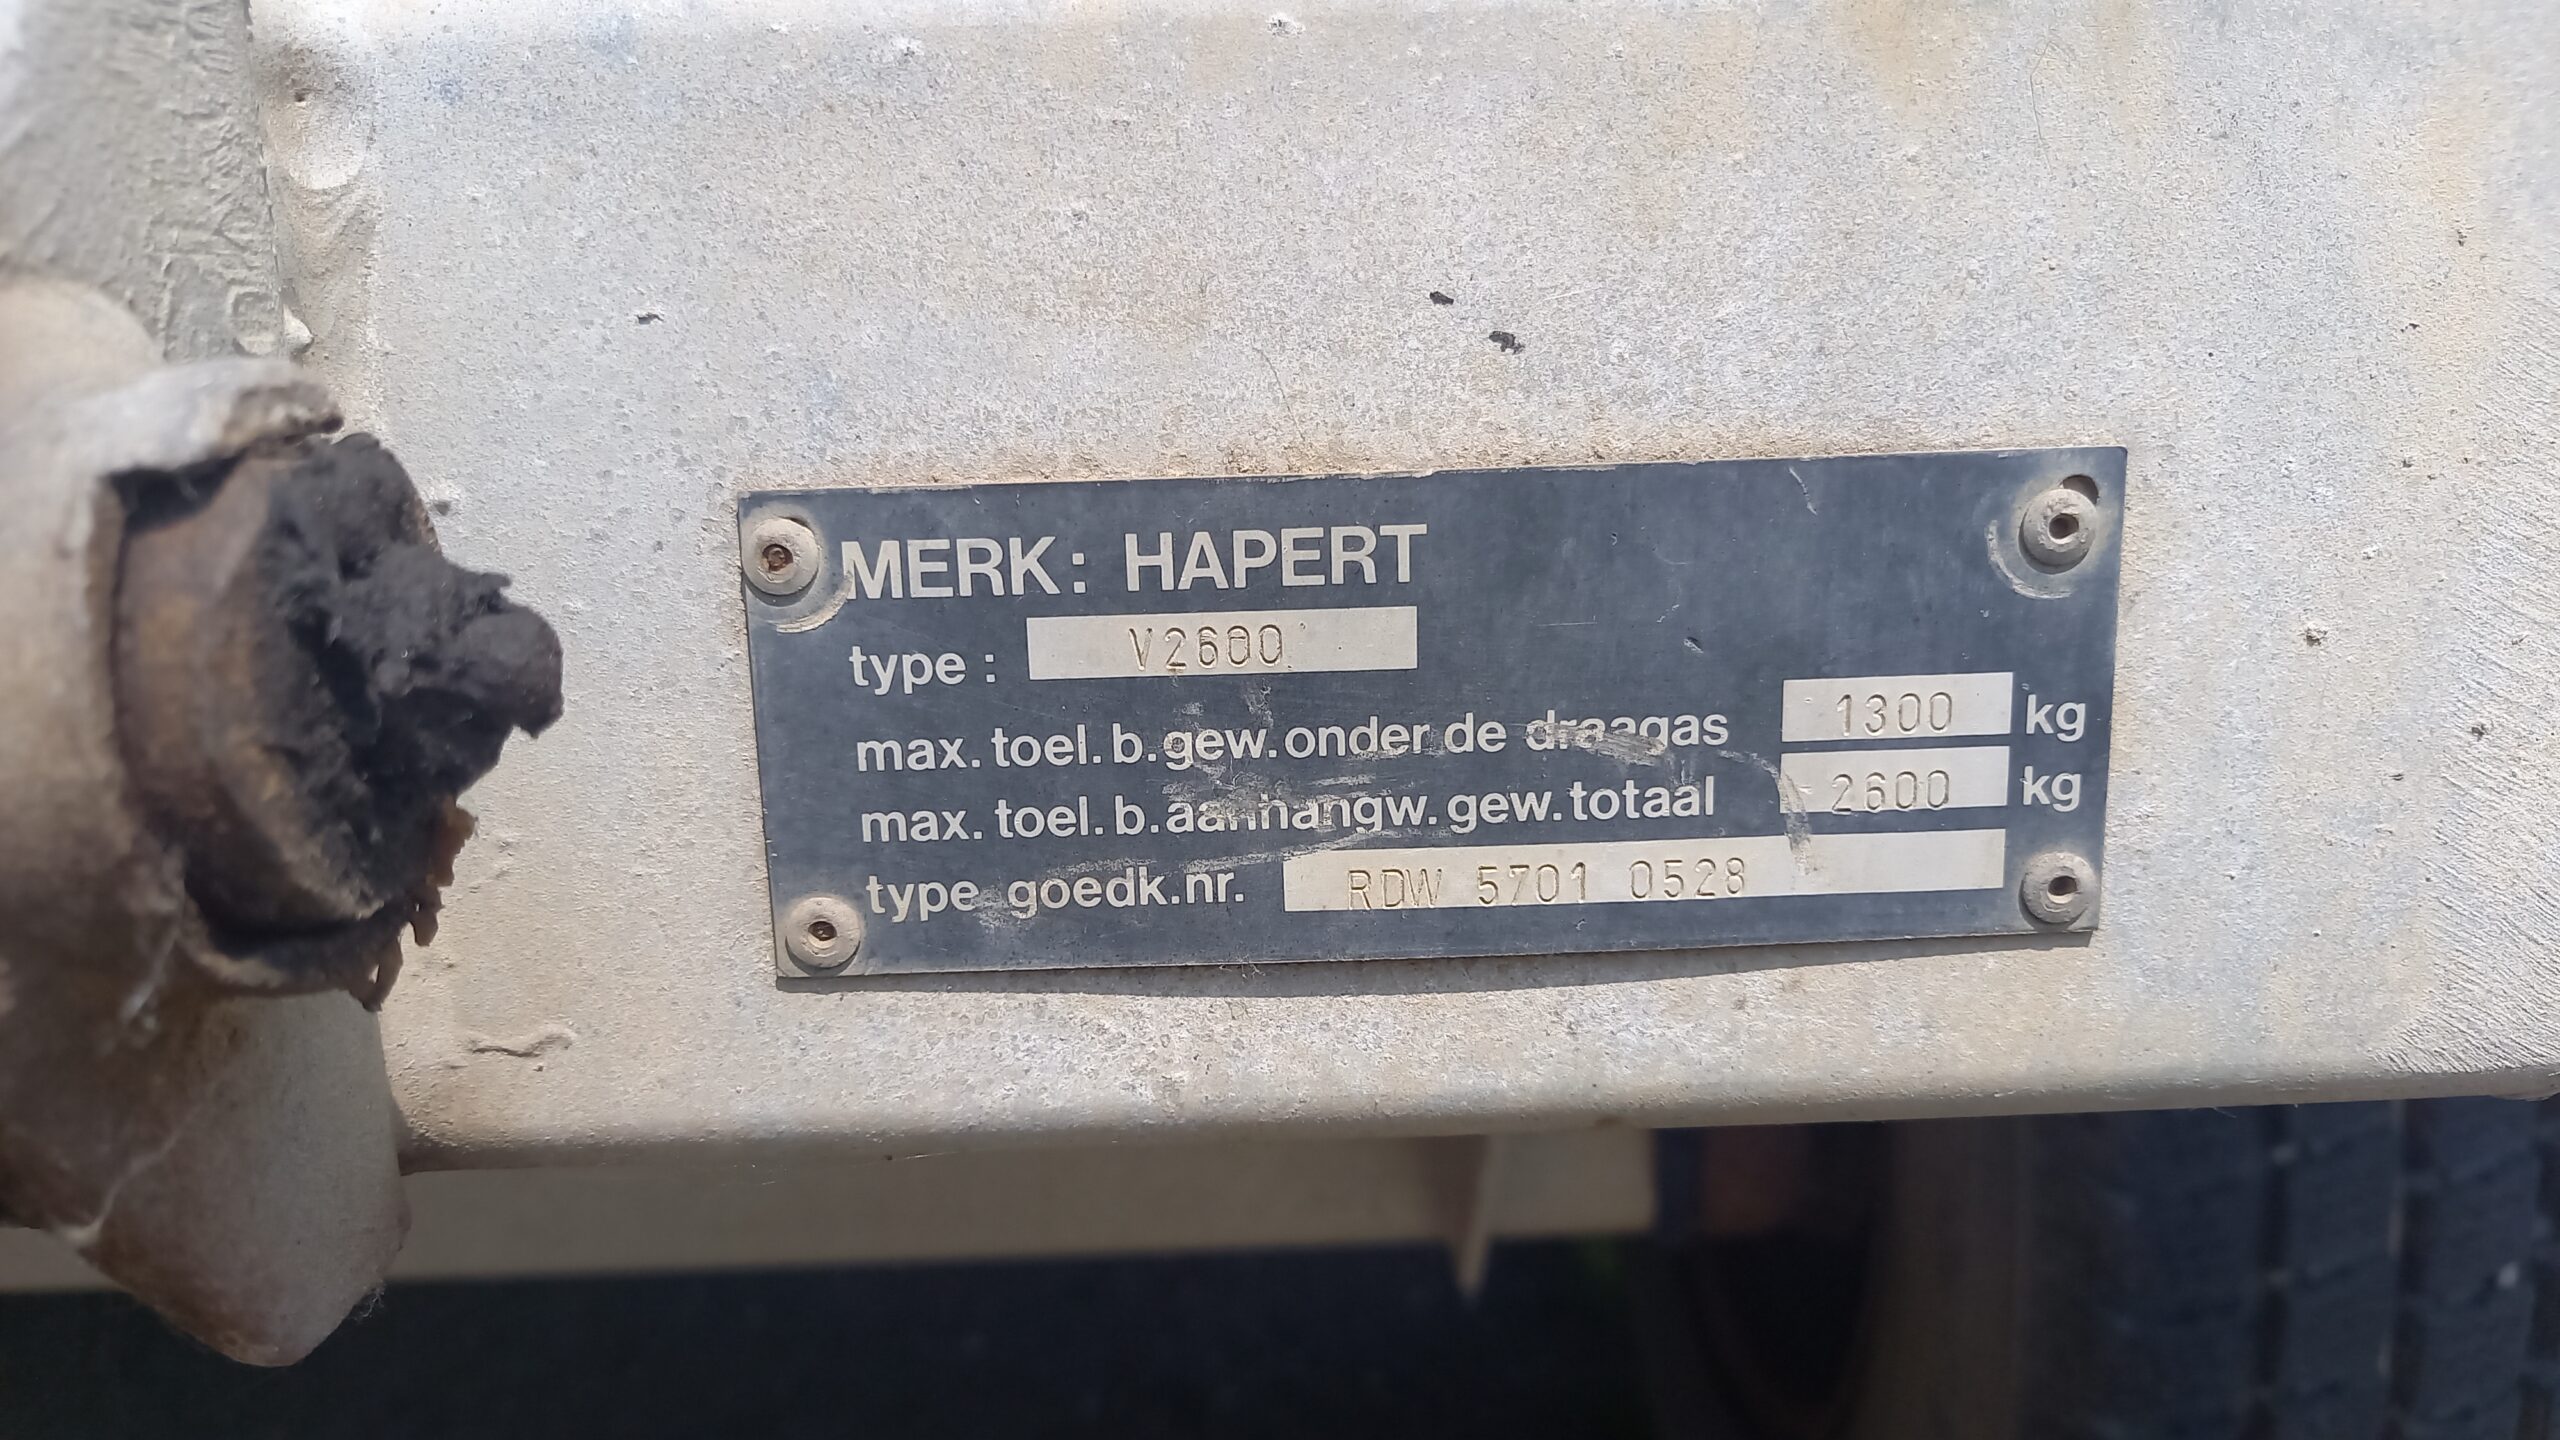 MERK: HAPERT
type: V2600
max. toel. b. gew. onder de draagas 1300 kg
max. toel. b. aanhangw. gew. totaal 2600 kg
type goedk.nr. RDW 5701 0528